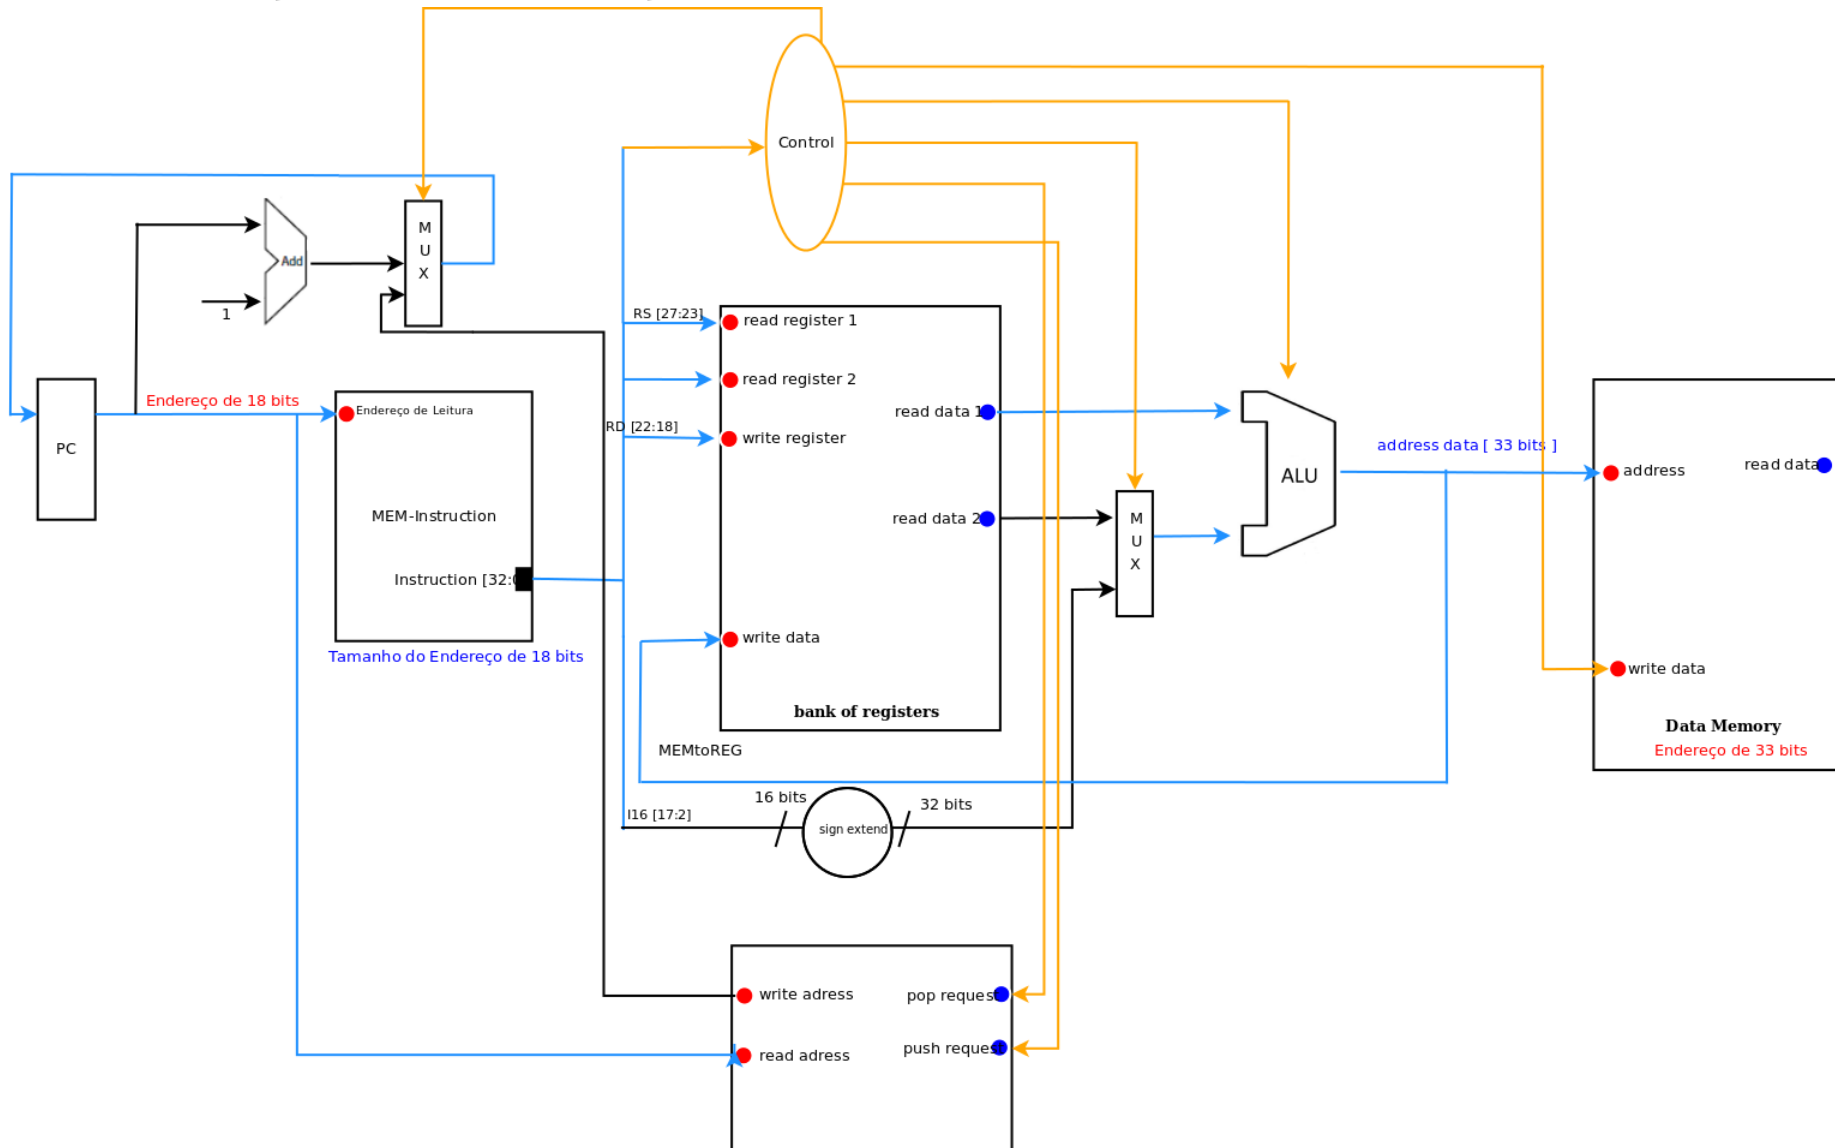 Control
M
U
X
Add
1
RS [27:23]
read register 1
read register 2
Endereço de 18 bits
Endereço de Leitura
read data 1
RD [22:18]
write register
PC
address data [ 33 bits ]
address
read data
ALU
MEM-Instruction
read data 2
M
U
X
Instruction [32:0
write data
Tamanho do Endereço de 18 bits
write data
bank of registers
Data Memory
Endereço de 33 bits
MEMtoREG
16 bits
32 bits
I16 [17:2]
sign extend
write adress
pop request
read adress
push request